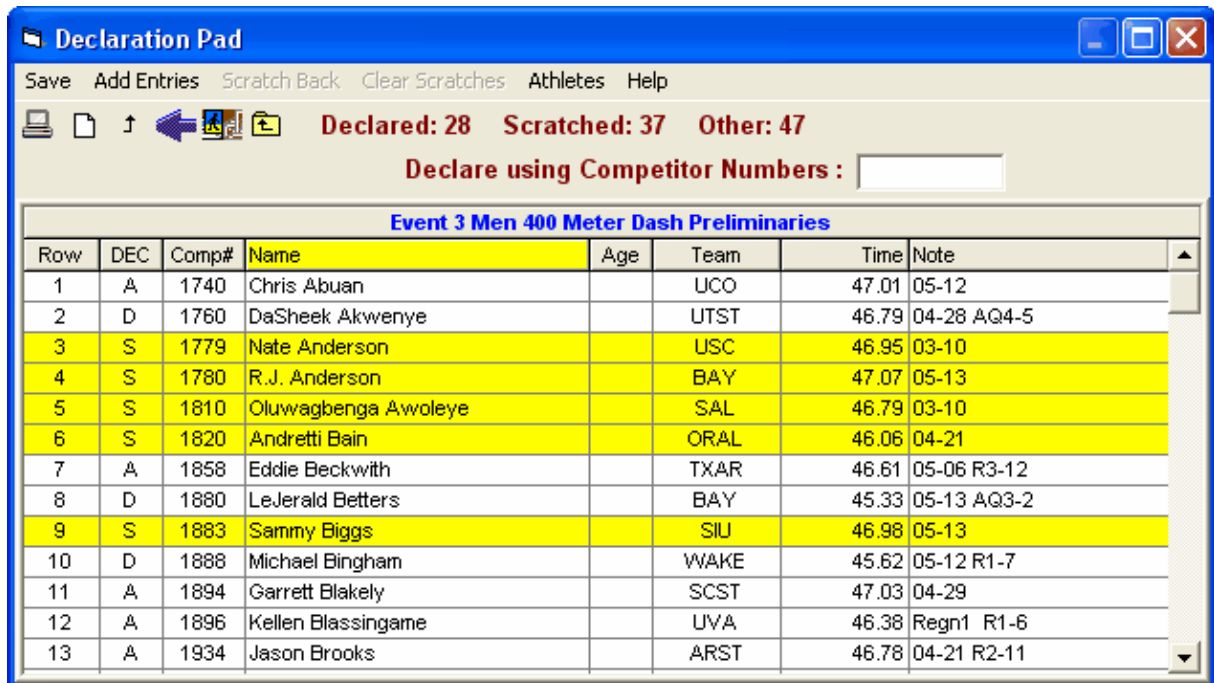 Declaration Pad
Save Add Entries Scratch Back Clear Scratches Athletes Help
Declared: 28 Scratched: 37 Other: 47
Declare using Competitor Numbers :
Event 3 Men 400 Meter Dash Preliminaries
Row DEC Comp# Name Age Team Time Note
1 A 1740 Chris Abuan UCO 47.01 05-12
2 D 1760 DaSheek Akwenye UTST 46.79 04-28 AQ4-5
3 S 1779 Nate Anderson USC 46.95 03-10
4 S 1780 R.J. Anderson BAY 47.07 05-13
5 S 1810 Oluwagbenga Awoleye SAL 46.79 03-10
6 S 1820 Andretti Bain ORAL 46.06 04-21
7 A 1858 Eddie Beckwith TXAR 46.61 05-06 R3-12
8 D 1880 LeJerald Betters BAY 45.33 05-13 AQ3-2
9 S 1883 Sammy Biggs SIU 46.98 05-13
10 D 1888 Michael Bingham WAKE 45.62 05-12 R1-7
11 A 1894 Garrett Blakely SCST 47.03 04-29
12 A 1896 Kellen Blassingame UVA 46.38 Regn1 R1-6
13 A 1934 Jason Brooks ARST 46.78 04-21 R2-11